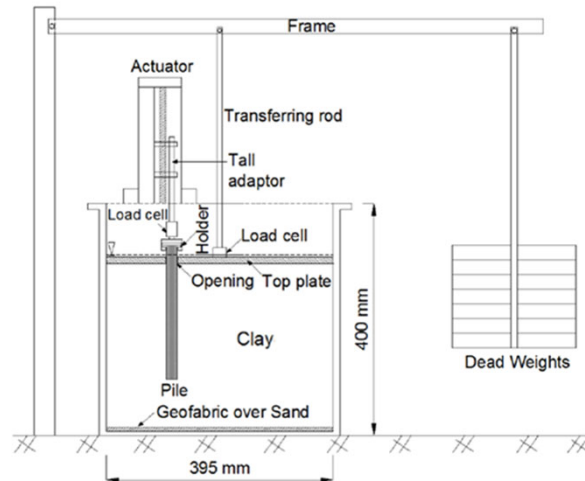 Frame
Actuator
Transferring rod
Tall
adaptor
Load cell
Holder
Load cell
Opening
Top plate
Clay
400 mm
Dead Weights
Pile
Geofabric over Sand
395 mm